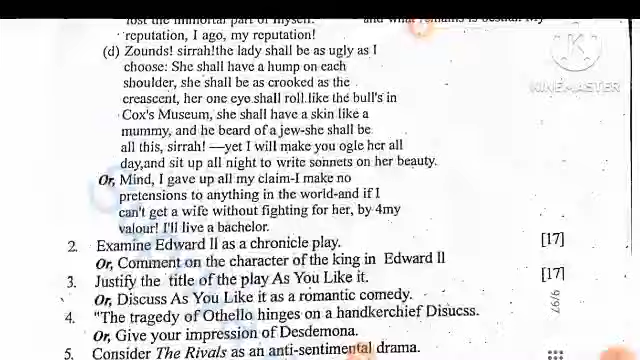 lost the immortal part of myself. and what remains is bestial. My
reputation, I ago, my reputation!
(d) Zounds! sirrah!the lady shall be as ugly as I
choose: She shall have a hump on each
shoulder, she shall be as crooked as the
creascent, her one eye shall roll like the bull's in
Cox's Museum, she shall have a skin like a
mummy, and he beard of a jew-she shall be
all this, sirrah! —yet I will make you ogle her all
day,and sit up all night to write sonnets on her beauty.
Or, Mind, I gave up all my claim-I make no
pretensions to anything in the world-and if I
can't get a wife without fighting for her, by 4my
valour! I'll live a bachelor.
2. Examine Edward II as a chronicle play. [17]
Or, Comment on the character of the king in Edward II
3. Justify the title of the play As You Like it. [17]
Or, Discuss As You Like it as a romantic comedy.
4. "The tragedy of Othello hinges on a handkerchief Disucss.
Or, Give your impression of Desdemona.
5. Consider The Rivals as an anti-sentimental drama.
K
KINEMASTER